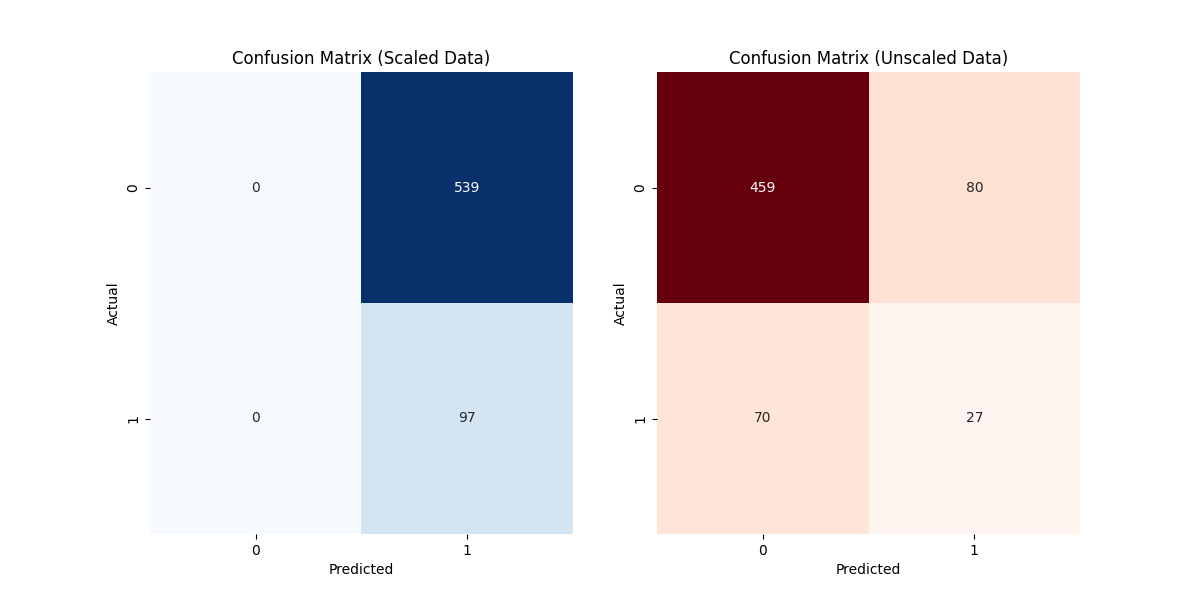 Confusion Matrix (Scaled Data)
0
539
0
97
0
1
Actual
0
1
Predicted
Confusion Matrix (Unscaled Data)
459
80
70
27
0
1
Actual
0
1
Predicted